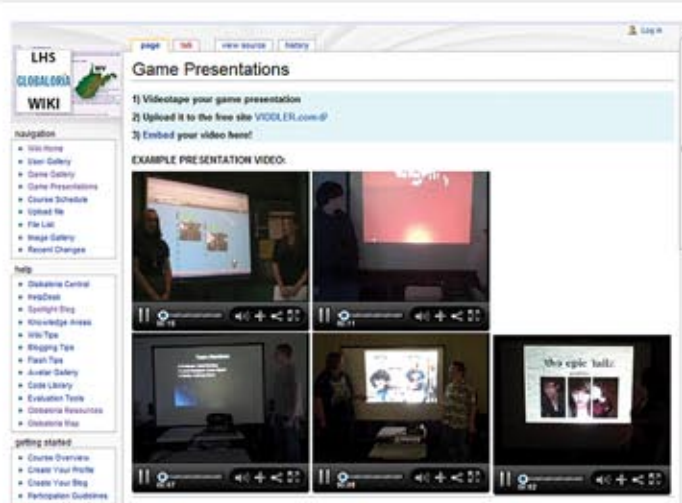 Log in
page
talk
view source
history
LHS
GLOBALORIA
WIKI
Game Presentations
1) Videotape your game presentation
2) Upload it to the free site VIDDLER.com
3) Embed your video here!
EXAMPLE PRESENTATION VIDEO:
navigation
Wiki Home
User Gallery
Game Gallery
Game Presentations
Course Schedule
Upload file
File List
Image Gallery
Recent Changes
help
Globaloria Central
HelpDesk
Spotlight Blog
Knowledge Areas
Wiki Tips
Blogging Tips
Flash Tips
Avatar Gallery
Code Library
Evaluation Tools
Globaloria Resources
Globaloria Map
getting started
Course Overview
Create Your Profile
Create Your Blog
Participation Guidelines